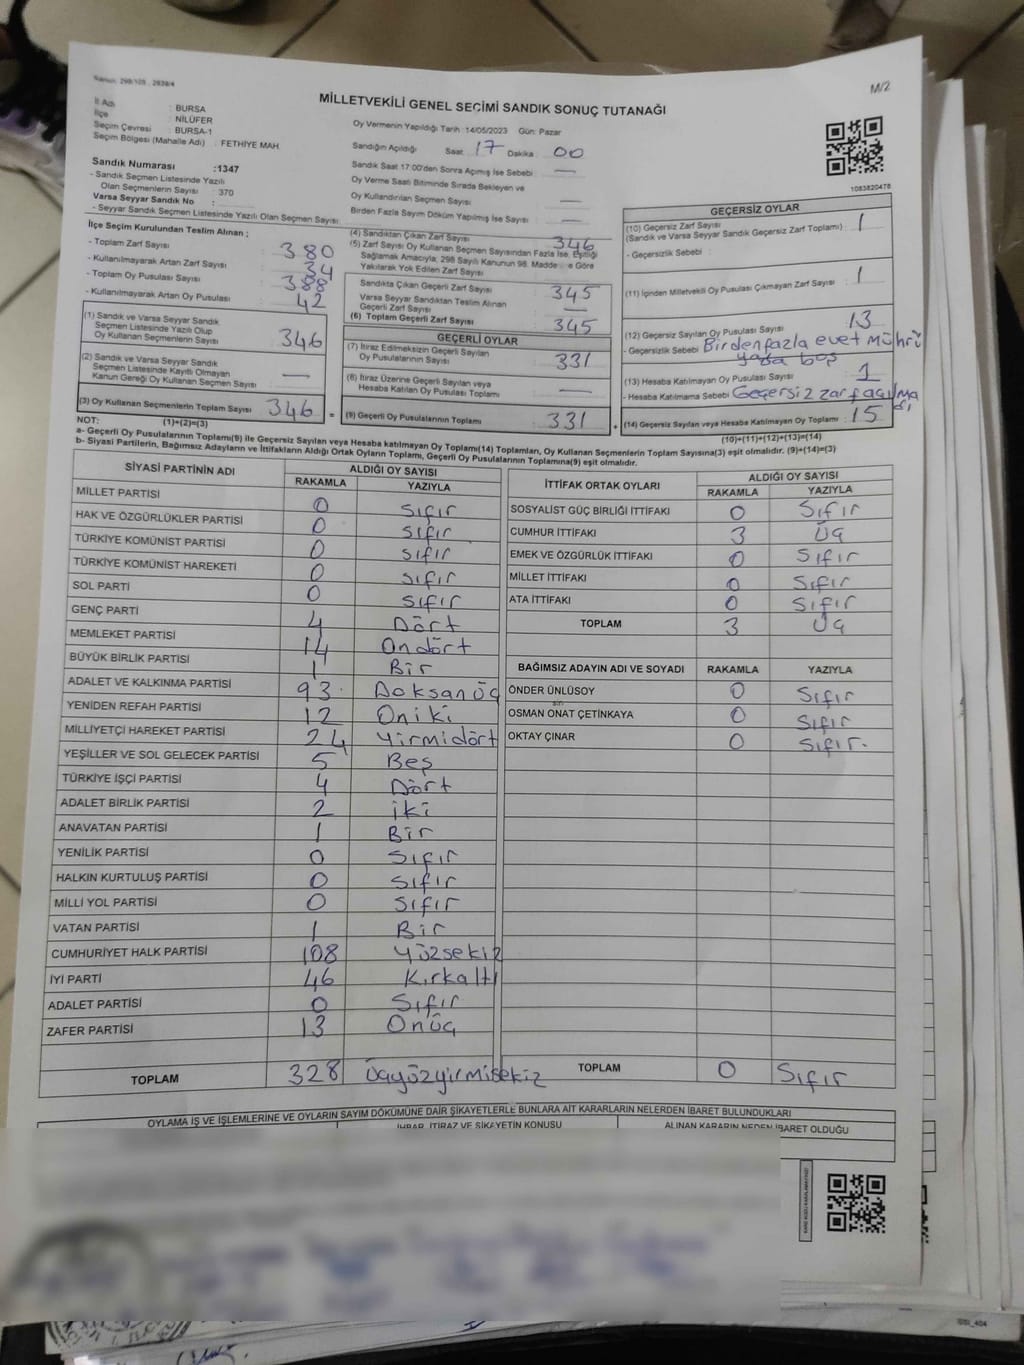 Kanun: 298/105 , 2839/4
M/2
MİLLETVEKİLİ GENEL SEÇİMİ SANDIK SONUÇ TUTANAĞI
İl Adı : BURSA
İlçe : NİLÜFER
Seçim Çevresi : BURSA-1
Seçim Bölgesi (Mahalle Adı) : FETHİYE MAH.
Oy Vermenin Yapıldığı Tarih :14/05/2023 Gün: Pazar
Sandığın Açıldığı Saat 17 Dakika 00
Sandık Saat 17:00'den Sonra Açımış İse Sebebi : —
Oy Verme Saati Bitiminde Sırada Bekleyen ve
Oy Kullandırılan Seçmen Sayısı : —
Birden Fazla Sayım Döküm Yapılmış İse Sayısı : —
1083820478
Sandık Numarası :1347
- Sandık Seçmen Listesinde Yazılı
Olan Seçmenlerin Sayısı : 370
Varsa Seyyar Sandık No :
- Seyyar Sandık Seçmen Listesinde Yazılı Olan Seçmen Sayısı:
İlçe Seçim Kurulundan Teslim Alınan ;
- Toplam Zarf Sayısı : 380
- Kullanılmayarak Artan Zarf Sayısı : 34
- Toplam Oy Pusulası Sayısı : 388
- Kullanılmayarak Artan Oy Pusulası : 42
(1) Sandık ve Varsa Seyyar Sandık
Seçmen Listesinde Yazılı Olup
Oy Kullanan Seçmenlerin Sayısı : 346
(2) Sandık ve Varsa Seyyar Sandık
Seçmen Listesinde Kayıtlı Olmayan
Kanun Gereği Oy Kullanan Seçmen Sayısı : —
(3) Oy Kullanan Seçmenlerin Toplam Sayısı : 346
(1)+(2)=(3)
(4) Sandıktan Çıkan Zarf Sayısı : 346
(5) Zarf Sayısı Oy Kullanan Seçmen Sayısından Fazla İse, Eşitliği
Sağlamak Amacıyla, 298 Sayılı Kanunun 98. Maddesine Göre
Yakılarak Yok Edilen Zarf Sayısı
Sandıkta Çıkan Geçerli Zarf Sayısı : 345
Varsa Seyyar Sandıktan Teslim Alınan
Geçerli Zarf Sayısı : —
(6) Toplam Geçerli Zarf Sayısı : 345
GEÇERLİ OYLAR
(7) İtiraz Edilmeksizin Geçerli Sayılan
Oy Pusulalarının Sayısı : 331
(8) İtiraz Üzerine Geçerli Sayılan veya
Hesaba Katılan Oy Pusulası Toplamı : —
= (9) Geçerli Oy Pusulalarının Toplamı : 331 +
GEÇERSİZ OYLAR
(10) Geçersiz Zarf Sayısı : 1
(Sandık ve Varsa Seyyar Sandık Geçersiz Zarf Toplamı)
- Geçersizlik Sebebi :
(11) İçinden Milletvekili Oy Pusulası Çıkmayan Zarf Sayısı : 1
(12) Geçersiz Sayılan Oy Pusulası Sayısı : 13
- Geçersizlik Sebebi Birden fazla evet mührü
yada boş
(13) Hesaba Katılmayan Oy Pusulası Sayısı : 1
- Hesaba Katılmama Sebebi Geçersiz zarf açılma
dı
(14) Geçersiz Sayılan veya Hesaba Katılmayan Oy Toplamı : 15
(10)+(11)+(12)+(13)=(14)
NOT:
a- Geçerli Oy Pusulalarının Toplamı(9) ile Geçersiz Sayılan veya Hesaba katılmayan Oy Toplamı(14) Toplamları, Oy Kullanan Seçmenlerin Toplam Sayısına(3) eşit olmalıdır. (9)+(14)=(3)
b- Siyasi Partilerin, Bağımsız Adayların ve İttifakların Aldığı Ortak Oyların Toplamı, Geçerli Oy Pusulalarının Toplamına(9) eşit olmalıdır.
SİYASİ PARTİNİN ADI ALDIĞI OY SAYISI
RAKAMLA YAZIYLA
MİLLET PARTİSİ 0 Sıfır
HAK VE ÖZGÜRLÜKLER PARTİSİ 0 Sıfır
TÜRKİYE KOMÜNİST PARTİSİ 0 Sıfır
TÜRKİYE KOMÜNİST HAREKETİ 0 Sıfır
SOL PARTİ 0 Sıfır
GENÇ PARTİ 4 Dört
MEMLEKET PARTİSİ 14 Ondört
BÜYÜK BİRLİK PARTİSİ 1 Bir
ADALET VE KALKINMA PARTİSİ 93 Doksanüç
YENİDEN REFAH PARTİSİ 12 Oniki
MİLLİYETÇİ HAREKET PARTİSİ 24 Yirmidört
YEŞİLLER VE SOL GELECEK PARTİSİ 5 Beş
TÜRKİYE İŞÇİ PARTİSİ 4 Dört
ADALET BİRLİK PARTİSİ 2 İki
ANAVATAN PARTİSİ 1 Bir
YENİLİK PARTİSİ 0 Sıfır
HALKIN KURTULUŞ PARTİSİ 0 Sıfır
MİLLİ YOL PARTİSİ 0 Sıfır
VATAN PARTİSİ 1 Bir
CUMHURİYET HALK PARTİSİ 108 Yüzsekiz
İYİ PARTİ 46 Kırkaltı
ADALET PARTİSİ 0 Sıfır
ZAFER PARTİSİ 13 Onüç
TOPLAM 328 Üçyüzyirmisekiz
İTTİFAK ORTAK OYLARI ALDIĞI OY SAYISI
RAKAMLA YAZIYLA
SOSYALİST GÜÇ BİRLİĞİ İTTİFAKI 0 Sıfır
CUMHUR İTTİFAKI 3 Üç
EMEK VE ÖZGÜRLÜK İTTİFAKI 0 Sıfır
MİLLET İTTİFAKI 0 Sıfır
ATA İTTİFAKI 0 Sıfır
TOPLAM 3 Üç
BAĞIMSIZ ADAYIN ADI VE SOYADI RAKAMLA YAZIYLA
ÖNDER ÜNLÜSOY 0 Sıfır
OSMAN ONAT ÇETİNKAYA 0 Sıfır
OKTAY ÇINAR 0 Sıfır.
TOPLAM 0 Sıfır
OYLAMA İŞ VE İŞLEMLERİNE VE OYLARIN SAYIM DÖKÜMÜNE DAİR ŞİKAYETLERLE BUNLARA AİT KARARLARIN NELERDEN İBARET BULUNDUKLARI
İHBAR, İTİRAZ VE ŞİKAYETİN KONUSU
ALINAN KARARIN NEDEN İBARET OLDUĞU